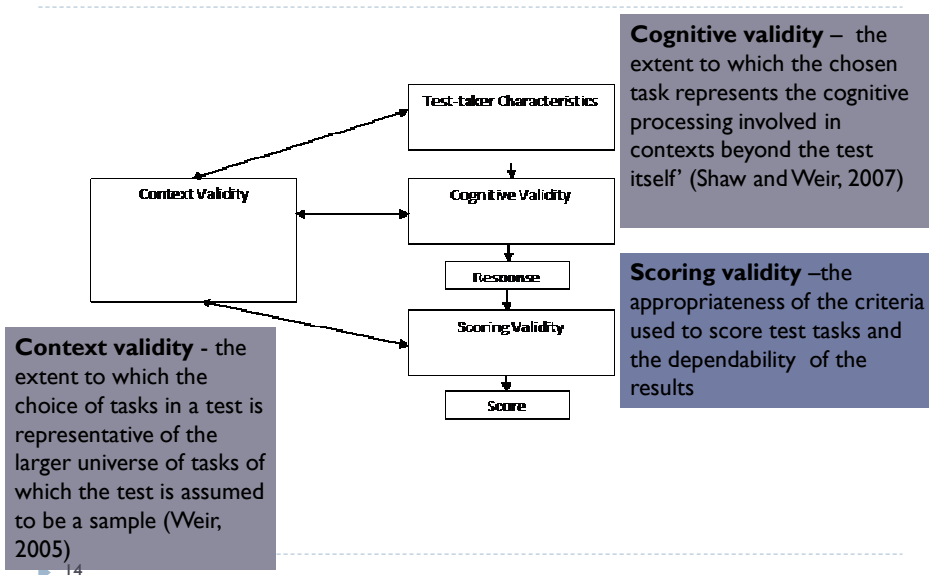 Cognitive validity – the
extent to which the chosen
task represents the cognitive
processing involved in
contexts beyond the test
itself’ (Shaw and Weir, 2007)
Test-taker Characteristics
Context Validity
Cognitive Validity
Response
Scoring Validity
Score
Scoring validity –the
appropriateness of the criteria
used to score test tasks and
the dependability of the
results
Context validity - the
extent to which the
choice of tasks in a test is
representative of the
larger universe of tasks of
which the test is assumed
to be a sample (Weir,
2005)
14